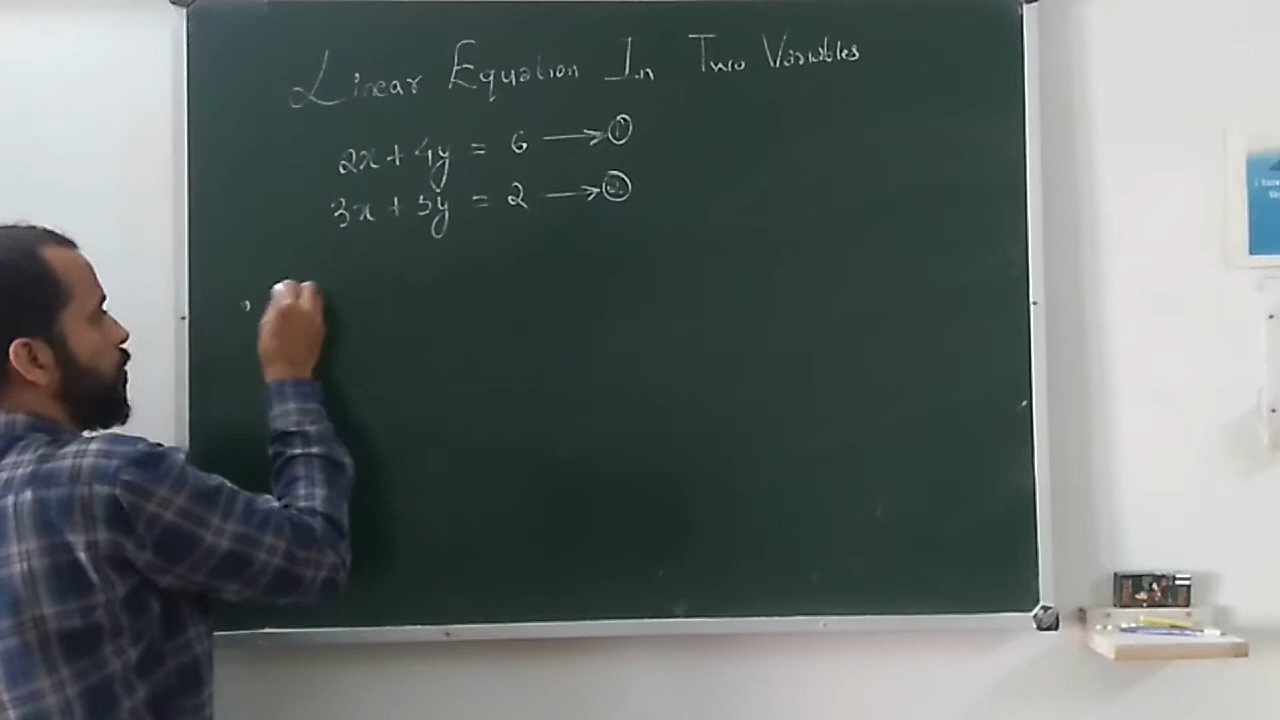 Linear Equation In Two Variables
2x + 4y = 6 → ①
3x + 5y = 2 → ②